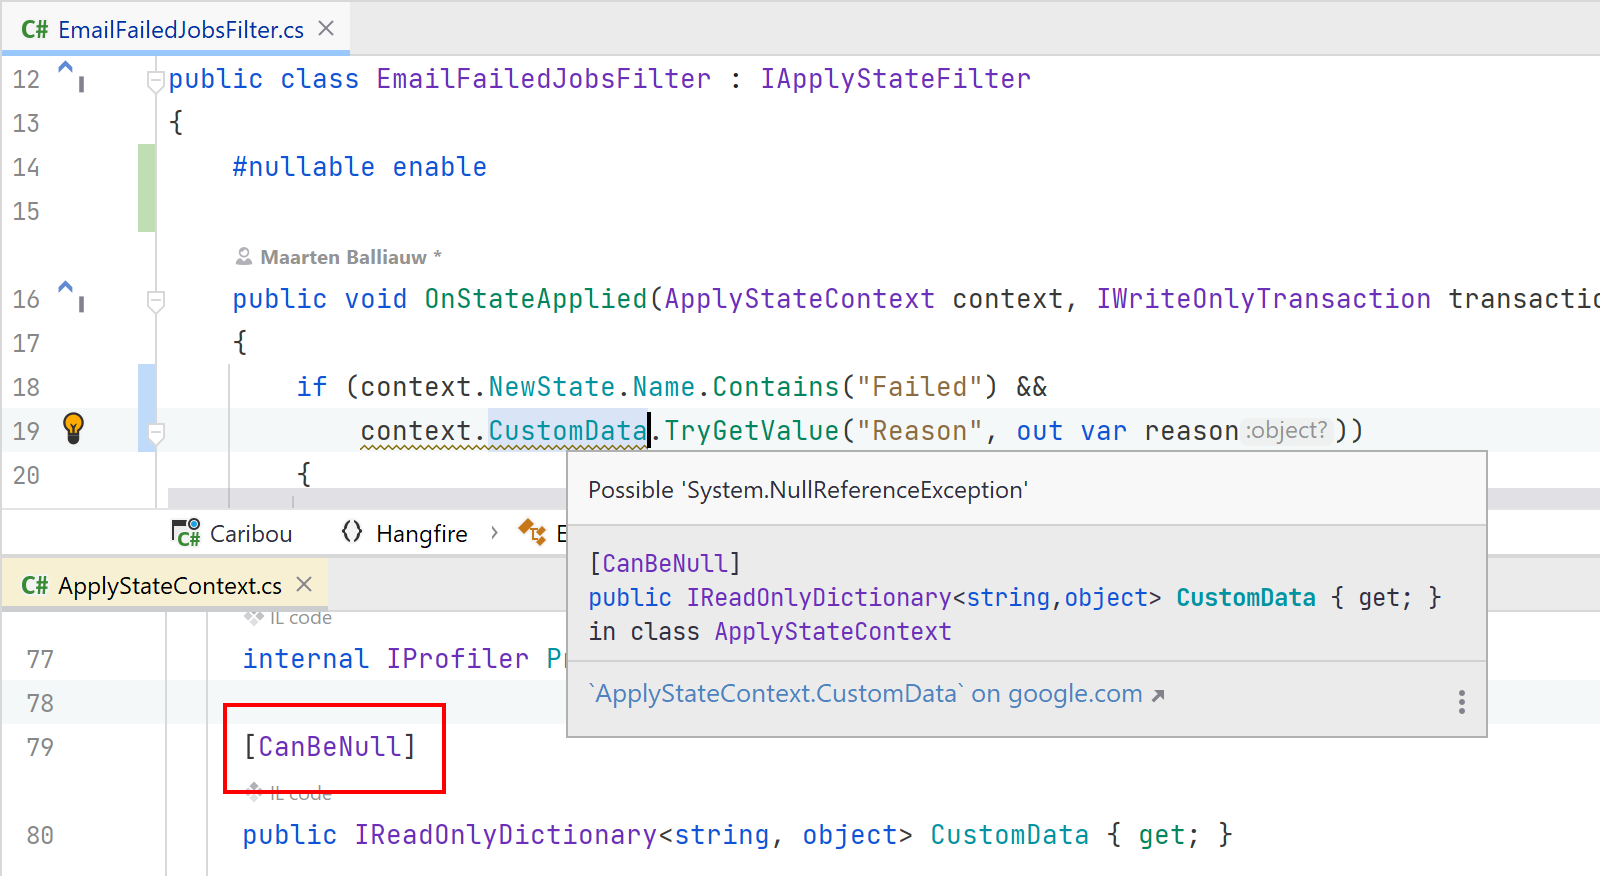 C# EmailFailedJobsFilter.cs
12 public class EmailFailedJobsFilter : IApplyStateFilter
13 {
14 #nullable enable
15
Maarten Balliauw *
16 public void OnStateApplied(ApplyStateContext context, IWriteOnlyTransaction transactio
17 {
18 if (context.NewState.Name.Contains("Failed") &&
19 context.CustomData.TryGetValue("Reason", out var reason :object? ))
20 {
Possible 'System.NullReferenceException'
[CanBeNull]
public IReadOnlyDictionary<string,object> CustomData { get; }
in class ApplyStateContext
`ApplyStateContext.CustomData` on google.com
C# Caribou {} Hangfire › E
C# ApplyStateContext.cs
IL code
77 internal IProfiler Pr
78
79 [CanBeNull]
IL code
80 public IReadOnlyDictionary<string, object> CustomData { get; }